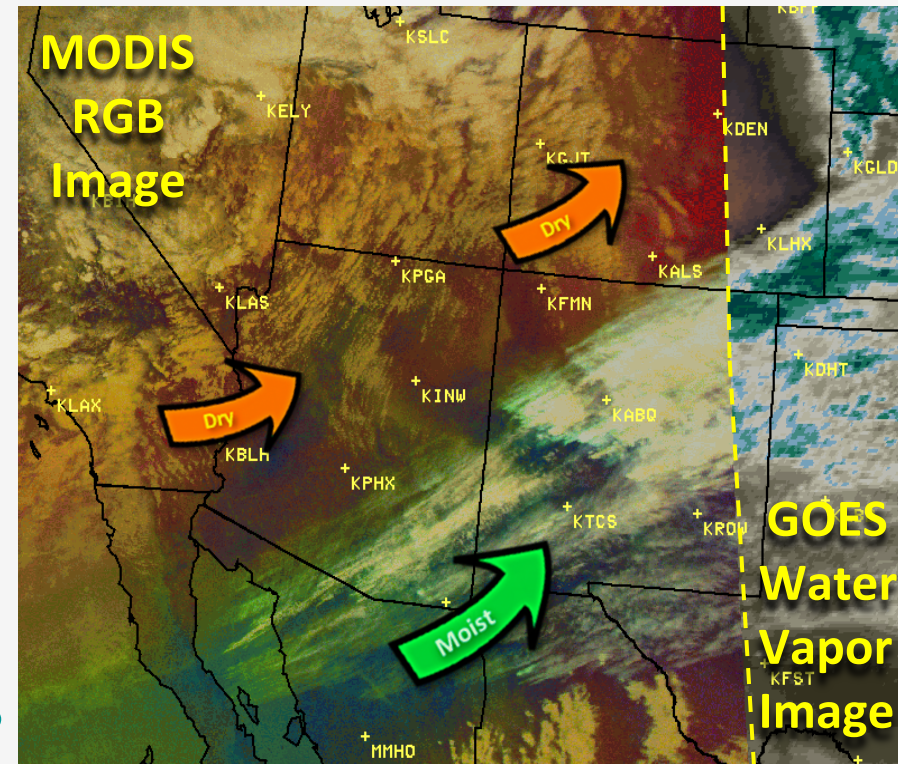 KBFF
KSLC
MODIS
RGB
Image
KELY
KDEN
KGJT
KGLD
Dry
KLHX
KPGA
KALS
KLAS
KFMN
KDHT
KINW
KLAX
KABQ
Dry
KBLH
KPHX
KTCS
KROW
GOES
Water
Vapor
Image
Moist
KFST
MMHO